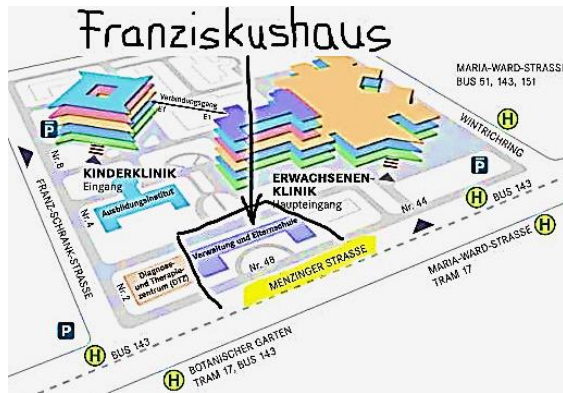 Franziskushaus
MARIA-WARD-STRASSE
BUS 51, 143, 151
H
Verbindungsgang
E1
E1
P
WINTRICHRING
Nr. 8
KINDERKLINIK
Eingang
ERWACHSENEN-
KLINIK
Haupteingang
P
Ausbildungsinstitut
Nr. 4
FRANZ-SCHRANK-STRASSE
Nr. 44
H
BUS 143
Verwaltung und Elternschule
Nr. 48
MENZINGER STRASSE
H
MARIA-WARD-STRASSE
TRAM 17
Diagnose-
und Therapie-
zentrum (DTZ)
Nr. 2
P
H
BUS 143
H
BOTANISCHER GARTEN
TRAM 17, BUS 143